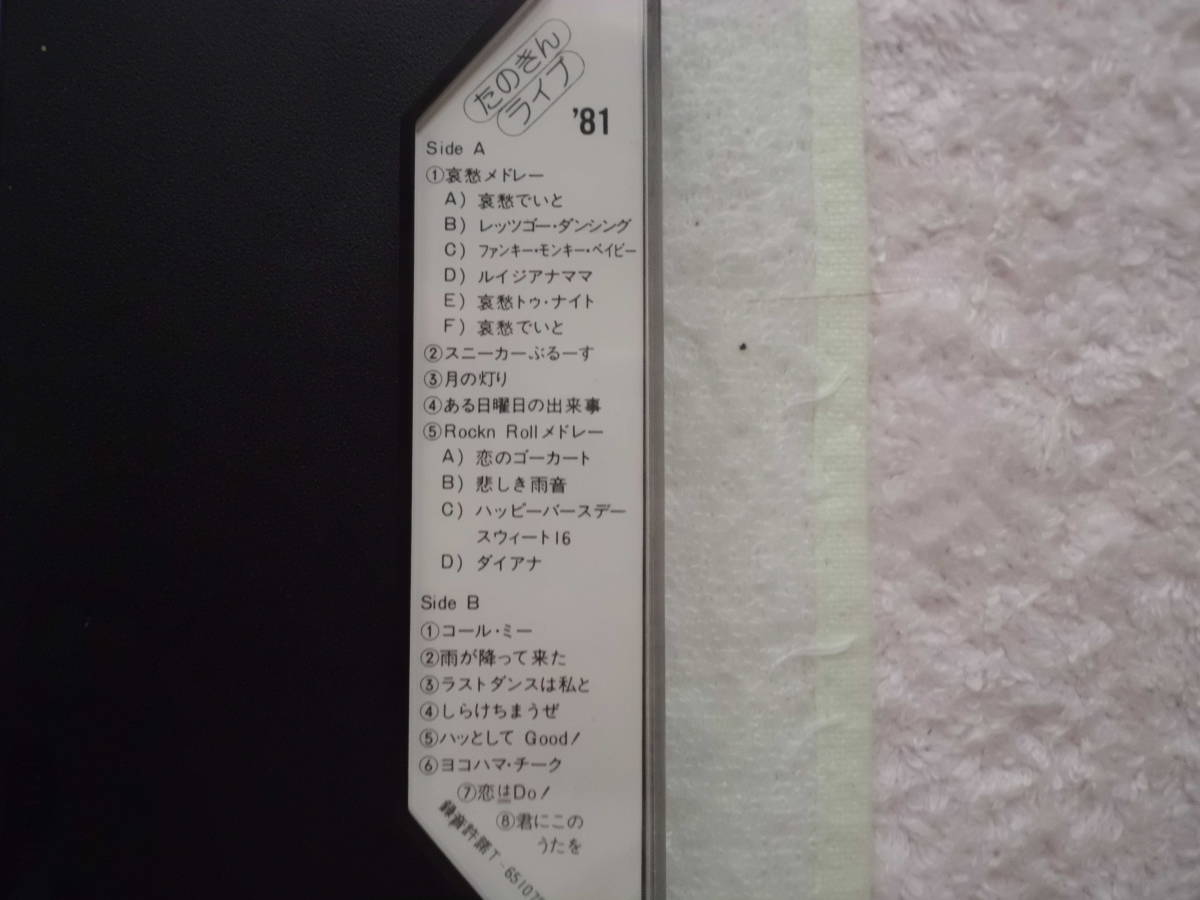 たのきん
ライブ
'81
Side A
①哀愁メドレー
A) 哀愁でいと
B) レッツゴー・ダンシング
C) ファンキー・モンキー・ベイビー
D) ルイジアナママ
E) 哀愁トゥ・ナイト
F) 哀愁でいと
②スニーカーぶるーす
③月の灯り
④ある日曜日の出来事
⑤Rockn Rollメドレー
A) 恋のゴーカート
B) 悲しき雨音
C) ハッピーバースデー
スウィート16
D) ダイアナ
Side B
①コール・ミー
②雨が降って来た
③ラストダンスは私と
④しらけちまうぜ
⑤ハッとして Good!
⑥ヨコハマ・チーク
⑦恋はDo!
⑧君にこの
うたを
録音許諾T-65107